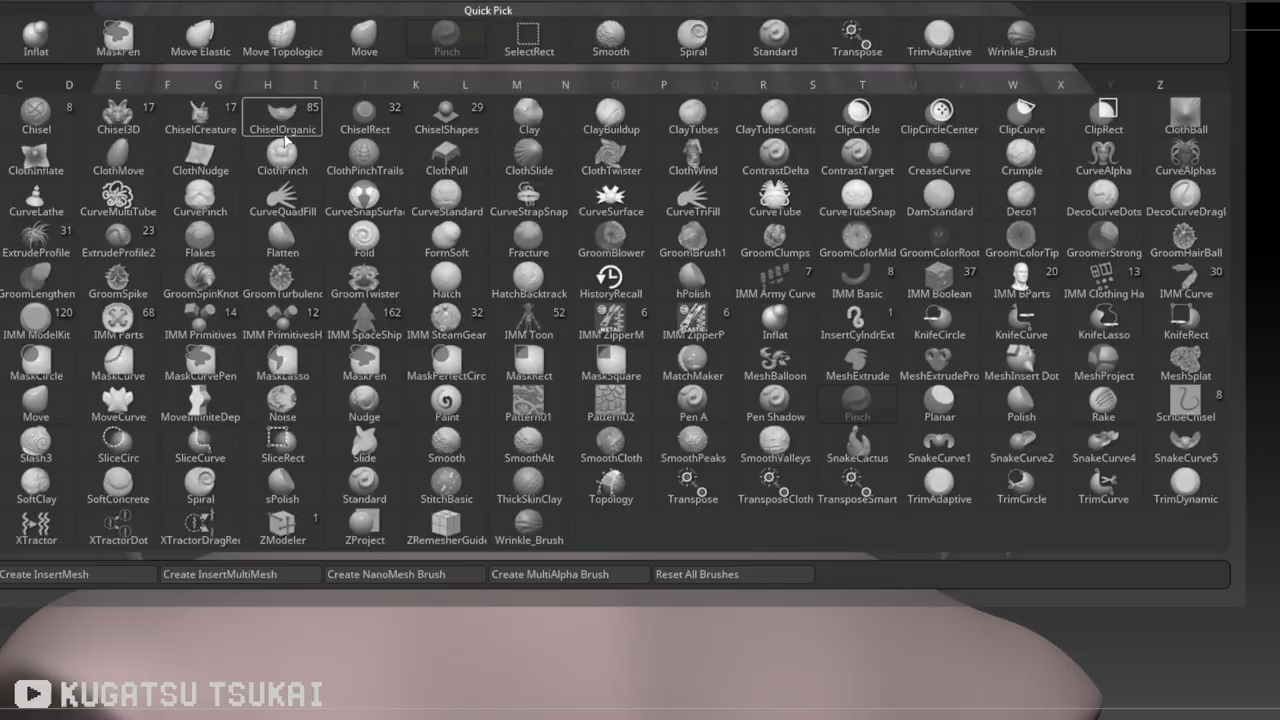 Quick Pick
Inflat MaskPen Move Elastic Move Topologica Move Pinch SelectRect Smooth Spiral Standard Transpose TrimAdaptive Wrinkle_Brush
C D E F G H I K L M N O P R S T U V W X Y Z
8 17 17 85 32 29
Chisel Chisel3D ChiselCreature ChiselOrganic ChiselRect ChiselShapes Clay ClayBuildup ClayTubes ClayTubesConsta ClipCircle ClipCircleCenter ClipCurve ClipRect ClothBall
ClothInflate ClothMove ClothNudge ClothPinch ClothPinchTrails ClothPull ClothSlide ClothTwister ClothWind ContrastDelta ContrastTarget CreaseCurve Crumple CurveAlpha CurveAlphas
CurveLathe CurveMultiTube CurvePinch CurveQuadFill CurveSnapSurfa CurveStandard CurveStrapSnap CurveSurface CurveTriFill CurveTube CurveTubeSnap DamStandard Deco1 DecoCurveDots DecoCurveDragl
31 23
ExtrudeProfile ExtrudeProfile2 Flakes Flatten Fold FormSoft Fracture GroomBlower GroomBrush1 GroomClumps GroomColorMid GroomColorRoot GroomColorTip GroomerStrong GroomHairBall
7 8 37 20 13 30
GroomLengthen GroomSpike GroomSpinKnot GroomTurbulenc GroomTwister Hatch HatchBacktrack HistoryRecall hPolish IMM Army Curve IMM Basic IMM Boolean IMM BParts IMM Clothing Ha IMM Curve
120 68 14 12 162 32 52 6 6 1
IMM ModelKit IMM Parts IMM Primitives IMM PrimitivesH IMM SpaceShip IMM SteamGear IMM Toon IMM ZipperM IMM ZipperP Inflat InsertCylndrExt KnifeCircle KnifeCurve KnifeLasso KnifeRect
MaskCircle MaskCurve MaskCurvePen MaskLasso MaskPen MaskPerfectCirc MaskRect MaskSquare MatchMaker MeshBalloon MeshExtrude MeshExtrudePro MeshInsert Dot MeshProject MeshSplat
8
Move MoveCurve MoveInfiniteDep Noise Nudge Paint Pattern01 Pattern02 Pen A Pen Shadow Pinch Planar Polish Rake ScribeChisel
Slash3 SliceCirc SliceCurve SliceRect Slide Smooth SmoothAlt SmoothCloth SmoothPeaks SmoothValleys SnakeCactus SnakeCurve1 SnakeCurve2 SnakeCurve4 SnakeCurve5
SoftClay SoftConcrete Spiral sPolish Standard StitchBasic ThickSkinClay Topology Transpose TransposeCloth TransposeSmart TrimAdaptive TrimCircle TrimCurve TrimDynamic
1
XTractor XTractorDot XTractorDragRec ZModeler ZProject ZRemesherGuide Wrinkle_Brush
Create InsertMesh Create InsertMultiMesh Create NanoMesh Brush Create MultiAlpha Brush Reset All Brushes
KUGATSU TSUKAI